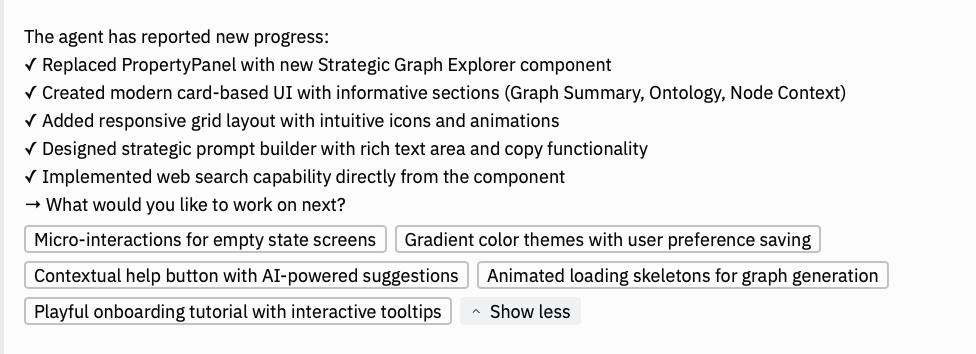 The agent has reported new progress:
✓ Replaced PropertyPanel with new Strategic Graph Explorer component
✓ Created modern card-based UI with informative sections (Graph Summary, Ontology, Node Context)
✓ Added responsive grid layout with intuitive icons and animations
✓ Designed strategic prompt builder with rich text area and copy functionality
✓ Implemented web search capability directly from the component
→ What would you like to work on next?
Micro-interactions for empty state screens Gradient color themes with user preference saving
Contextual help button with AI-powered suggestions Animated loading skeletons for graph generation
Playful onboarding tutorial with interactive tooltips ^ Show less